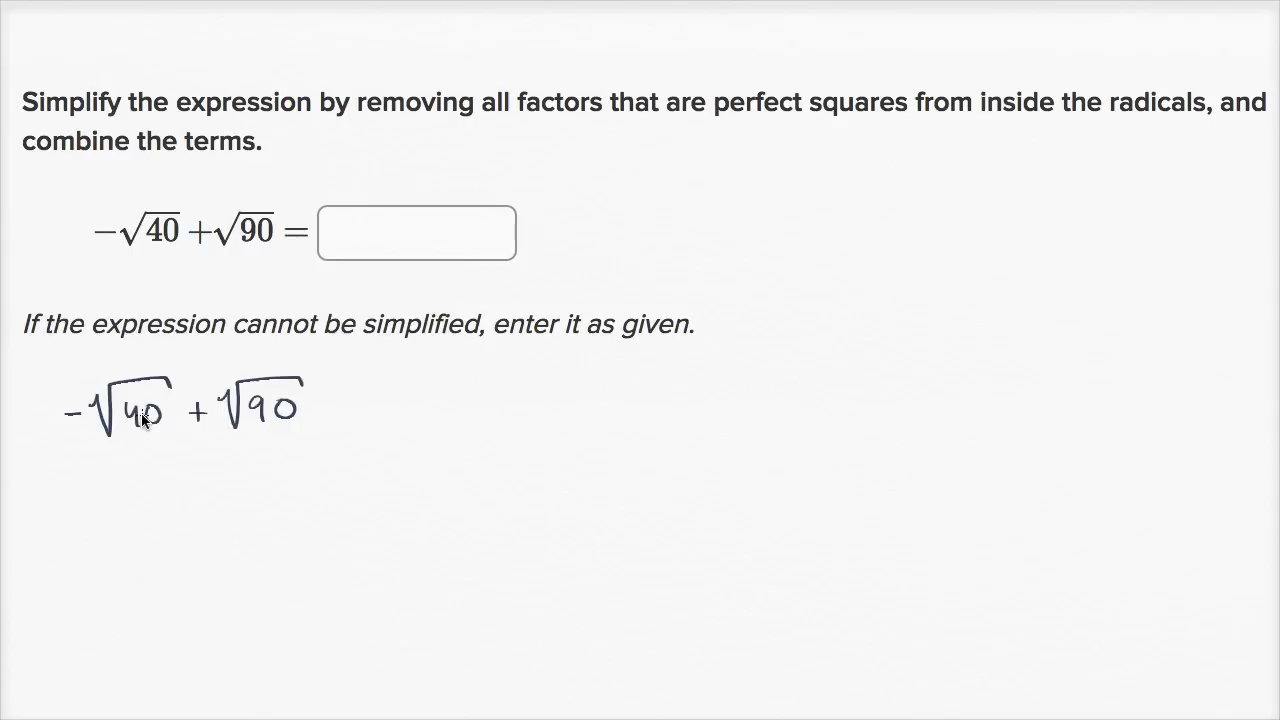 Simplify the expression by removing all factors that are perfect squares from inside the radicals, and
combine the terms.
−√40 +√90 =
If the expression cannot be simplified, enter it as given.
-√40 + √90